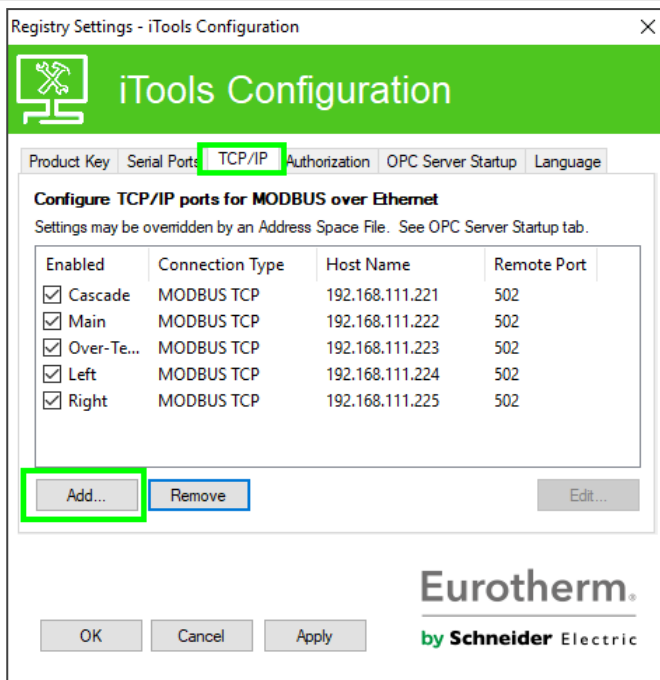 Registry Settings - iTools Configuration
iTools Configuration
Product Key Serial Ports TCP/IP Authorization OPC Server Startup Language
Configure TCP/IP ports for MODBUS over Ethernet
Settings may be overridden by an Address Space File. See OPC Server Startup tab.
Enabled Connection Type Host Name Remote Port
Cascade MODBUS TCP 192.168.111.221 502
Main MODBUS TCP 192.168.111.222 502
Over-Te... MODBUS TCP 192.168.111.223 502
Left MODBUS TCP 192.168.111.224 502
Right MODBUS TCP 192.168.111.225 502
Add... Remove Edit...
Eurotherm®
by Schneider Electric
OK Cancel Apply